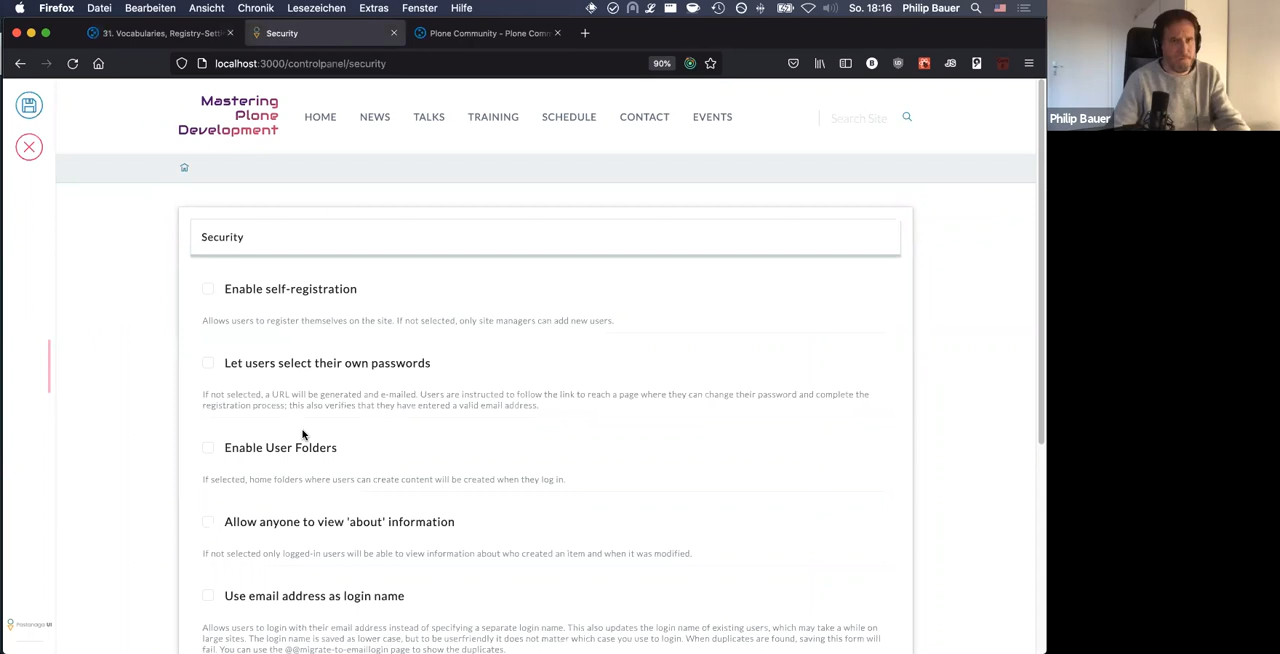 Firefox Datei Bearbeiten Ansicht Chronik Lesezeichen Extras Fenster Hilfe So. 18:16 Philip Bauer
31. Vocabularies, Registry-Sett
Security
Plone Community - Plone Comm
localhost:3000/controlpanel/security
90%
Philip Bauer
Mastering
Plone
Development
HOME NEWS TALKS TRAINING SCHEDULE CONTACT EVENTS
Search Site
Security
Enable self-registration
Allows users to register themselves on the site. If not selected, only site managers can add new users.
Let users select their own passwords
If not selected, a URL will be generated and e-mailed. Users are instructed to follow the link to reach a page where they can change their password and complete the
registration process; this also verifies that they have entered a valid email address.
Enable User Folders
If selected, home folders where users can create content will be created when they log in.
Allow anyone to view 'about' information
If not selected only logged-in users will be able to view information about who created an item and when it was modified.
Use email address as login name
Allows users to login with their email address instead of specifying a separate login name. This also updates the login name of existing users, which may take a while on
large sites. The login name is saved as lower case, but to be userfriendly it does not matter which case you use to login. When duplicates are found, saving this form will
fail. You can use the @@migrate-to-emaillogin page to show the duplicates.
Pastanaga UI